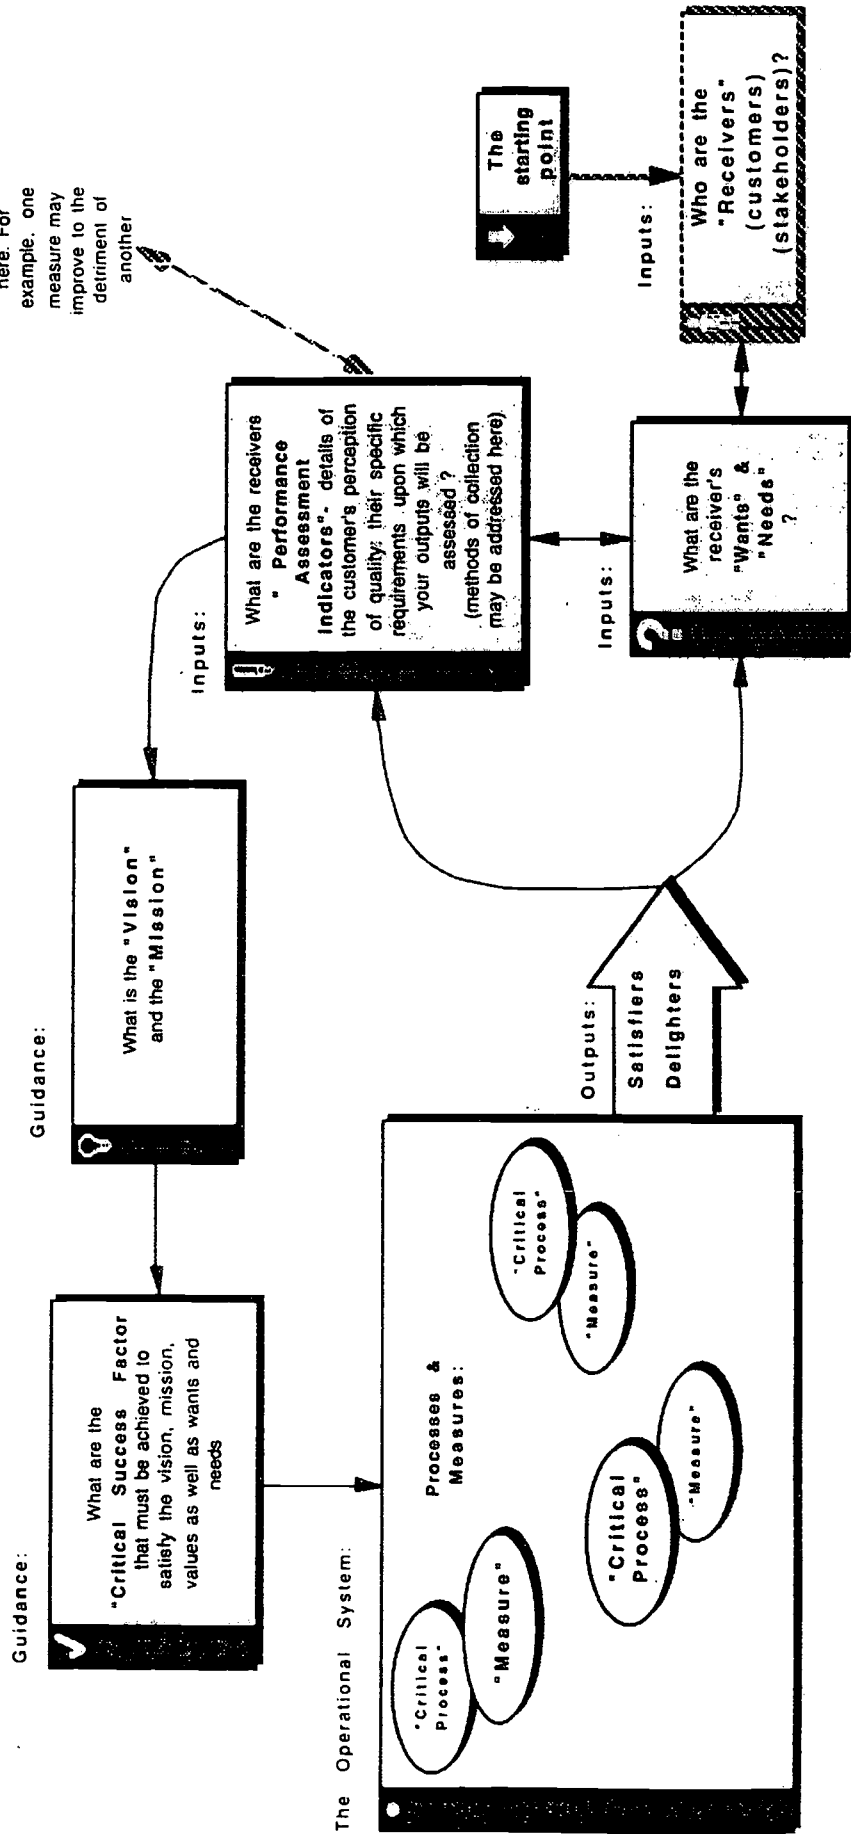 Guidance:
What are the
"Critical Success Factor
that must be achieved to
satisfy the vision, mission,
values as well as wants and
needs
Guidance:
What is the "Vision"
and the "Mission"
here. For
example, one
measure may
improve to the
detriment of
another
Inputs:
What are the receivers
" Performance
Assessment
Indicators"- details of
the customer's perception
of quality; their specific
requirements upon which
your outputs will be
assessed ?
(methods of collection
may be addressed here)
The
starting
point
The Operational System:
"Critical
Process"
"Measure"
Processes &
Measures:
"Critical
Process"
"Measure"
"Critical
Process"
"Measure"
Outputs:
Satisfiers
Delighters
Inputs:
What are the
receiver's
"Wants" &
"Needs"
?
Inputs:
Who are the
"Receivers"
(customers)
(stakeholders)?